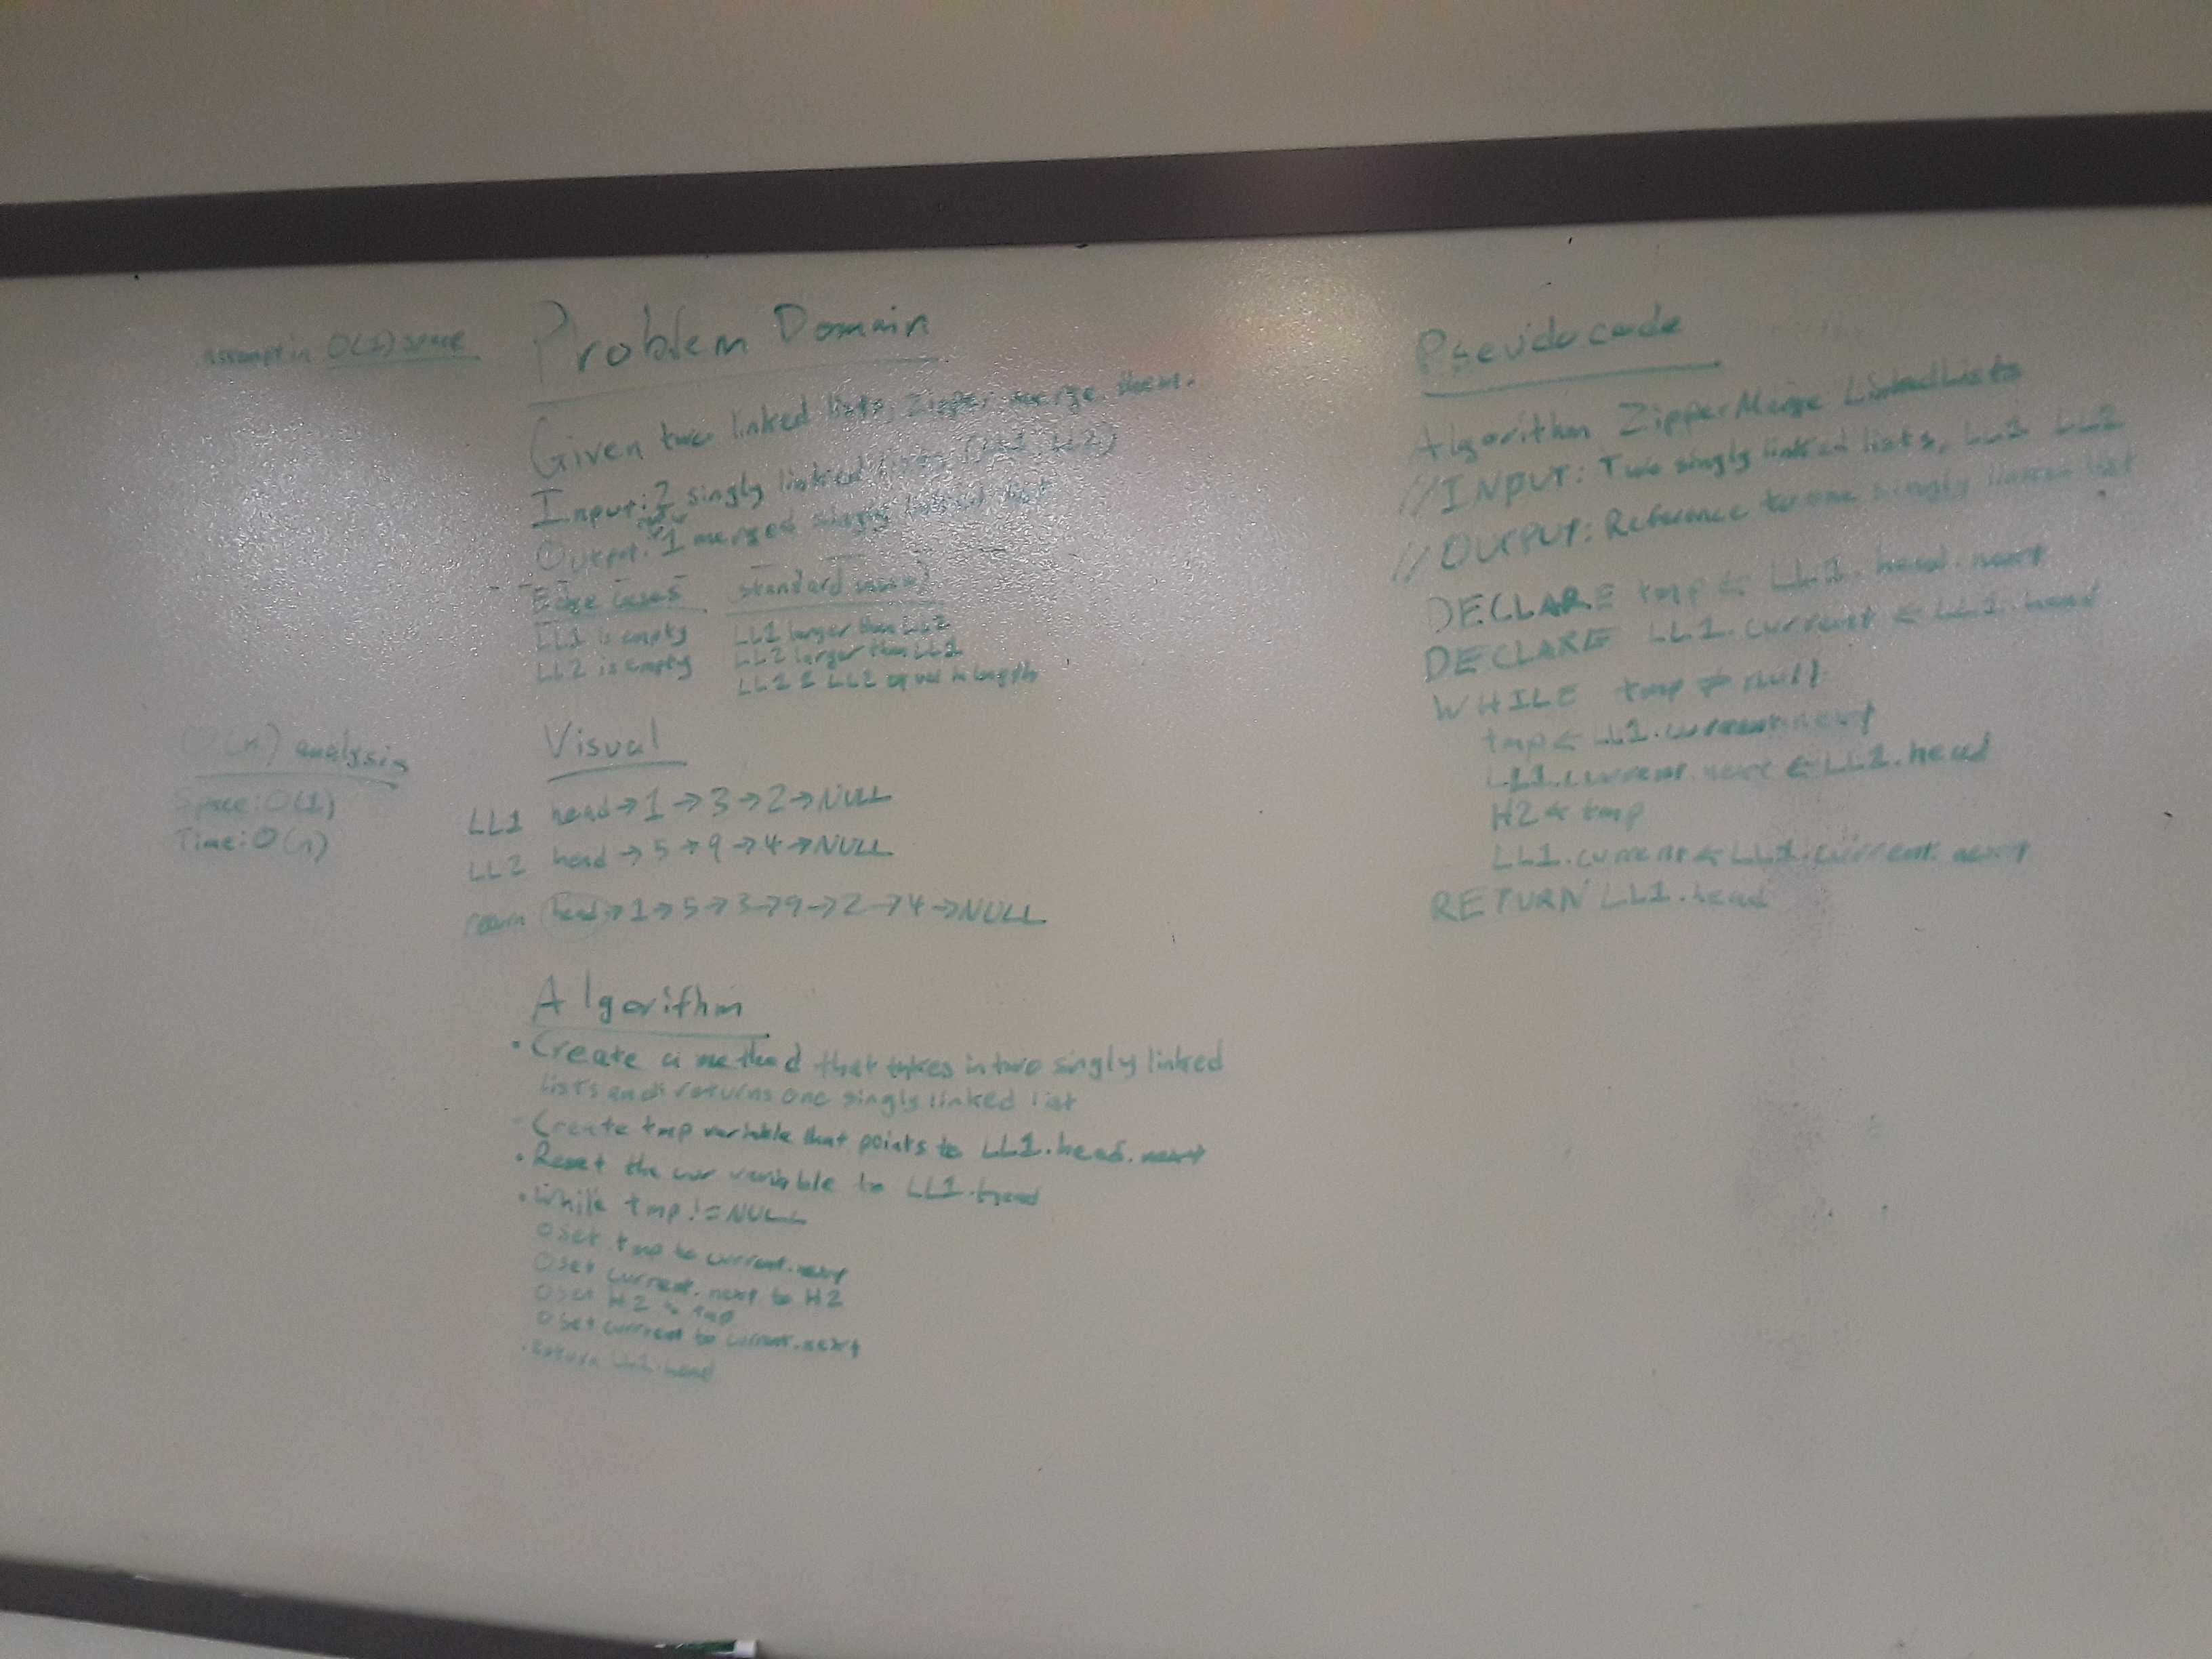 Attempt in O(1) space
Problem Domain
Given two linked lists, zipper merge them.
Input: 2 singly linked lists (LL1, LL2)
Output: 1 merged singly linked list
Edge cases
LL1 is empty
LL2 is empty
standard
LL1 larger than LL2
LL2 larger than LL1
LL1 & LL2 equal in length
O(n) analysis
Space: O(1)
Time: O(n)
Visual
LL1 head → 1 → 3 → 2 → NULL
LL2 head → 5 → 9 → 4 → NULL
return head → 1 → 5 → 3 → 9 → 2 → 4 → NULL
Algorithm
• Create a method that takes in two singly linked
lists and returns one singly linked list
- Create tmp variable that points to LL1.head.next
• Reset the curr variable to LL1.head
• While tmp != NULL
o set tmp to current.next
o set current.next to H2
o set H2 to tmp
o set current to current.next
• return LL1.head
Pseudocode
Algorithm ZipperMerge LinkedLists
// INPUT: Two singly linked lists, LL1 LL2
// OUTPUT: Reference to one singly linked list
DECLARE tmp ← LL1.head.next
DECLARE LL1.current ← LL1.head
WHILE tmp ≠ null
tmp ← LL1.current.next
LL1.current.next ← LL2.head
H2 ← tmp
LL1.current ← LL1.current.next
RETURN LL1.head